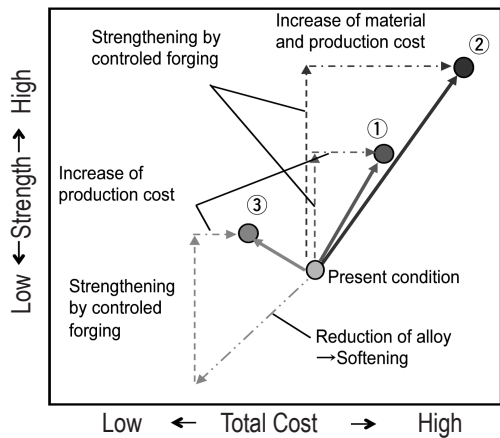 Increase of material
and production cost
②
Strengthening by
controled forging
①
Increase of
production cost
③
Present condition
Strengthening
by controled
forging
Reduction of alloy
→Softening
Low ← Strength → High
Low ← Total Cost → High